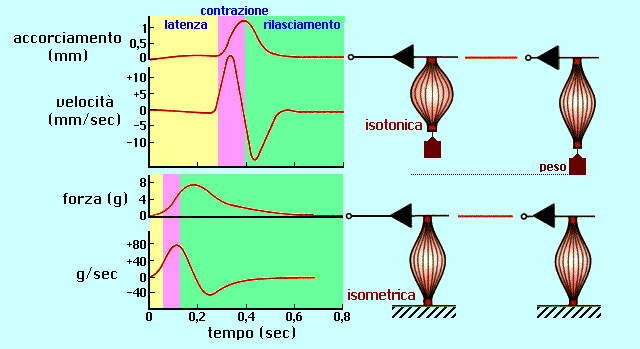 contrazione
latenza rilasciamento
accorciamento
(mm)
1
0,5
0
velocità
(mm/sec)
+10
+5
0
−5
−10
isotonica
peso
forza (g)
8
4
0
g/sec
+80
+40
0
−40
isometrica
0 0,2 0,4 0,6 0,8
tempo (sec)